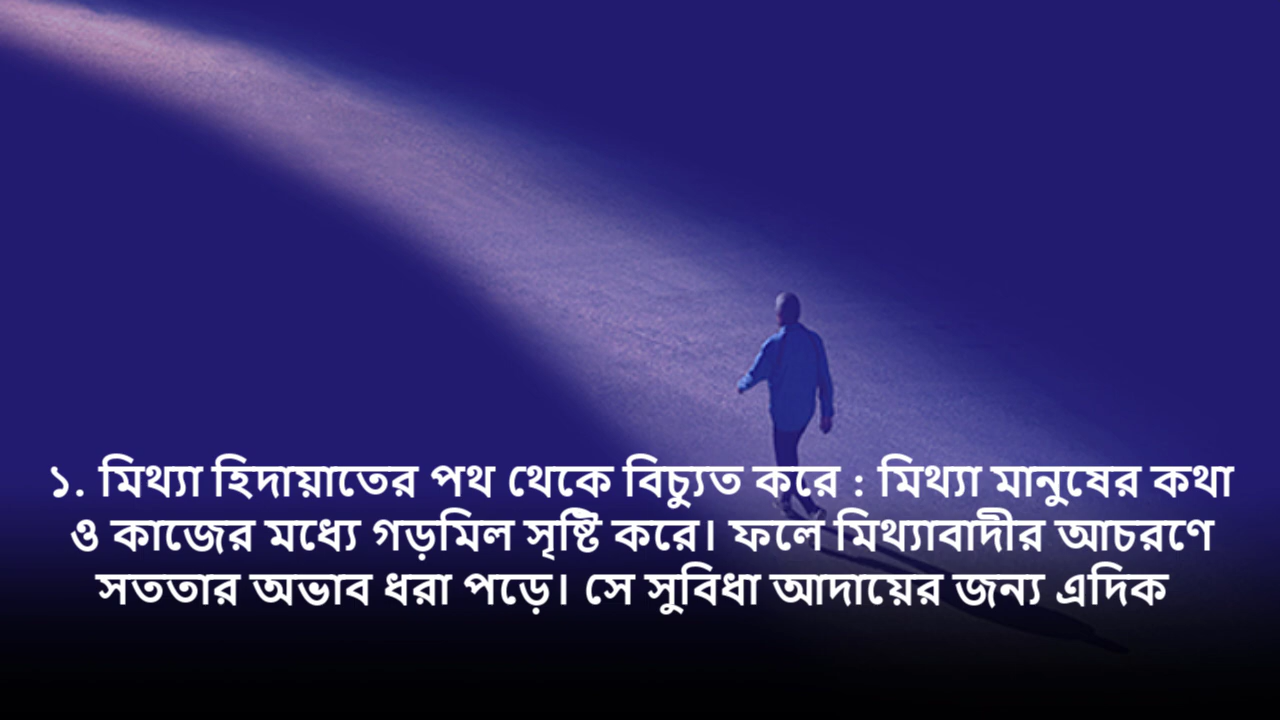 ১. মিথ্যা হিদায়াতের পথ থেকে বিচ্যুত করে : মিথ্যা মানুষের কথা
ও কাজের মধ্যে গড়মিল সৃষ্টি করে। ফলে মিথ্যাবাদীর আচরণে
সততার অভাব ধরা পড়ে। সে সুবিধা আদায়ের জন্য এদিক